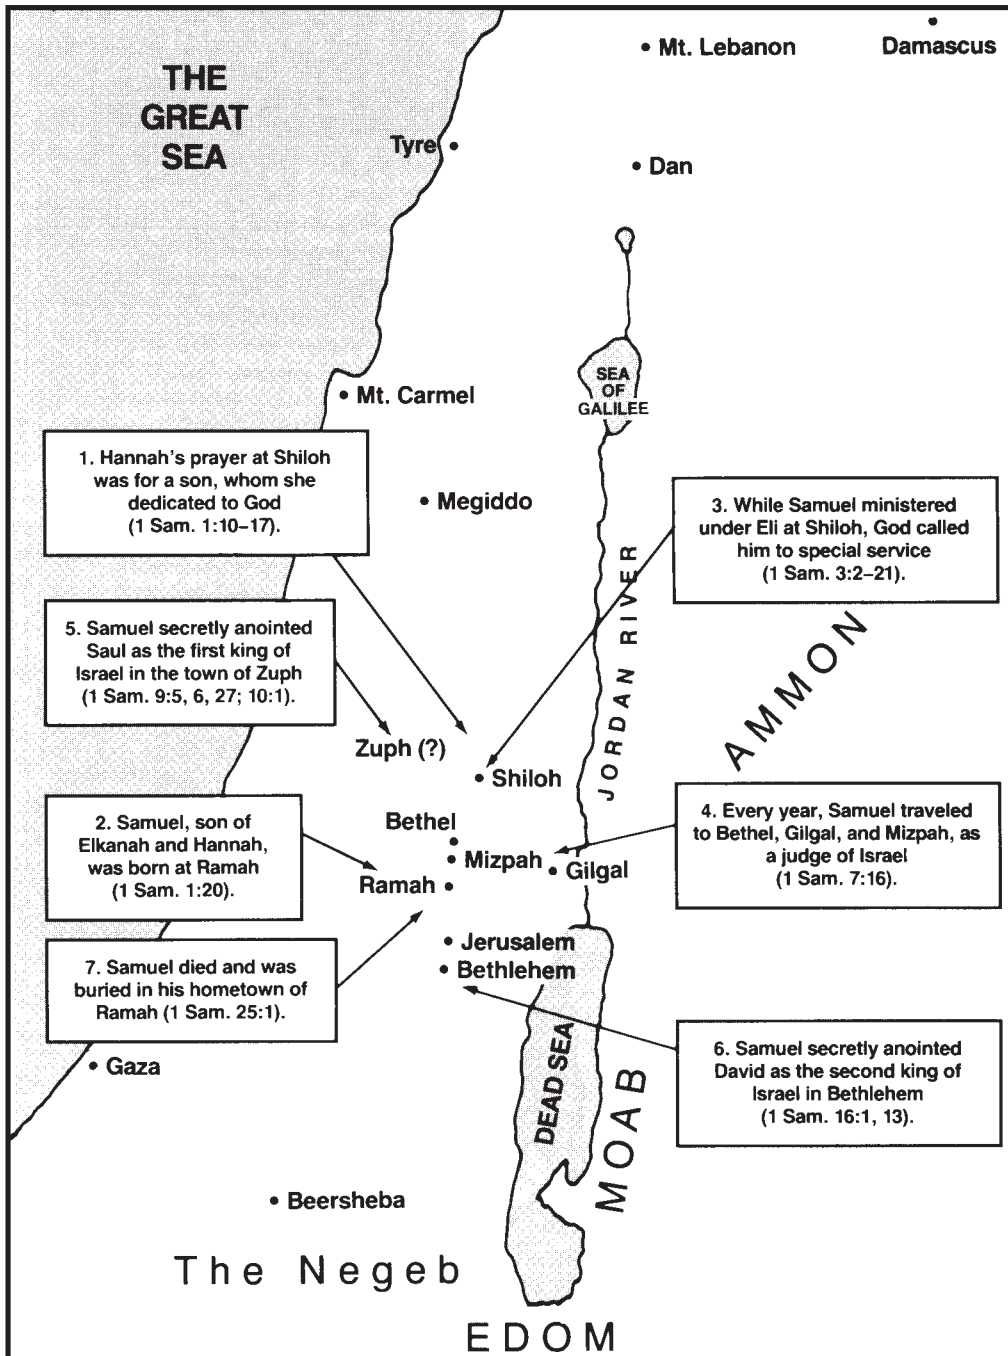 THE
GREAT
SEA
Mt. Lebanon
Damascus
Tyre
Dan
SEA
OF
GALILEE
Mt. Carmel
1. Hannah's prayer at Shiloh
was for a son, whom she
dedicated to God
(1 Sam. 1:10–17).
Megiddo
3. While Samuel ministered
under Eli at Shiloh, God called
him to special service
(1 Sam. 3:2–21).
JORDAN RIVER
AMMON
5. Samuel secretly anointed
Saul as the first king of
Israel in the town of Zuph
(1 Sam. 9:5, 6, 27; 10:1).
Zuph (?)
Shiloh
2. Samuel, son of
Elkanah and Hannah,
was born at Ramah
(1 Sam. 1:20).
Bethel
Mizpah
Gilgal
Ramah
4. Every year, Samuel traveled
to Bethel, Gilgal, and Mizpah, as
a judge of Israel
(1 Sam. 7:16).
Jerusalem
Bethlehem
7. Samuel died and was
buried in his hometown of
Ramah (1 Sam. 25:1).
Gaza
DEAD SEA
MOAB
6. Samuel secretly anointed
David as the second king of
Israel in Bethlehem
(1 Sam. 16:1, 13).
Beersheba
The Negeb
EDOM